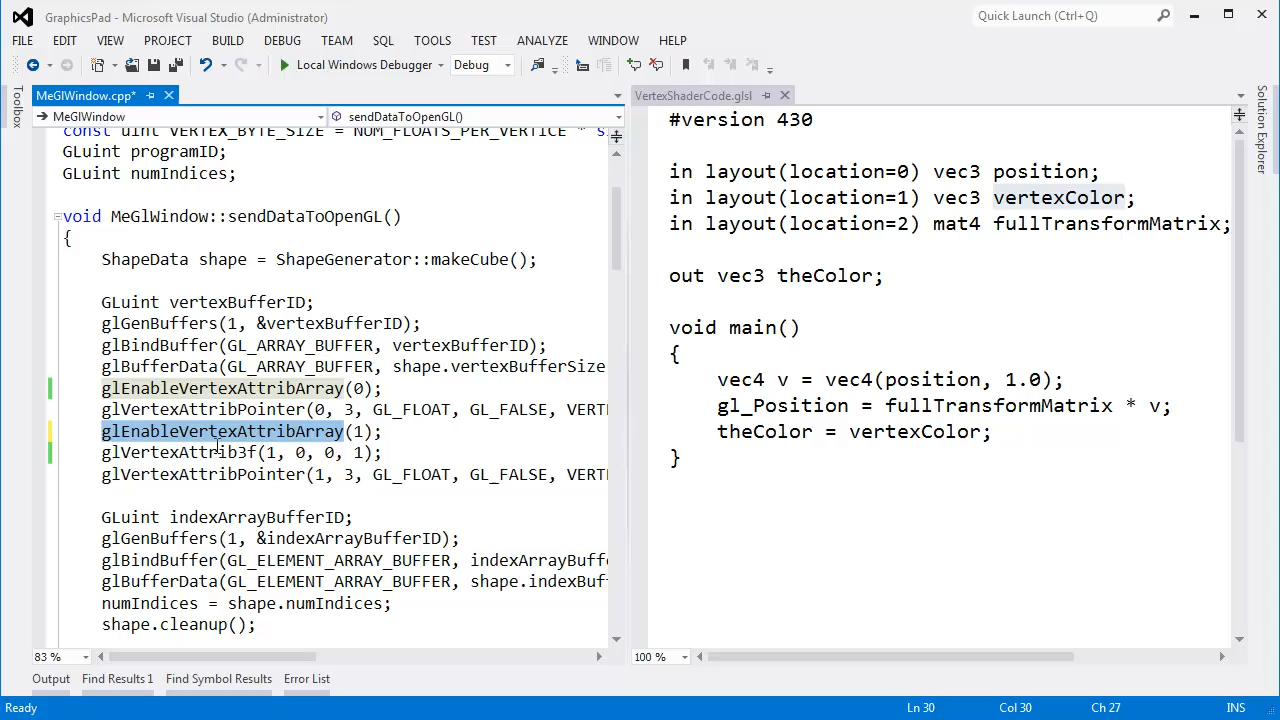 GraphicsPad - Microsoft Visual Studio (Administrator)
Quick Launch (Ctrl+Q)
FILE EDIT VIEW PROJECT BUILD DEBUG TEAM SQL TOOLS TEST ANALYZE WINDOW HELP
Local Windows Debugger Debug
Toolbox
MeGlWindow.cpp*
MeGlWindow sendDataToOpenGL()
const uint VERTEX_BYTE_SIZE = NUM_FLOATS_PER_VERTICE * si
GLuint programID;
GLuint numIndices;
void MeGlWindow::sendDataToOpenGL()
{
ShapeData shape = ShapeGenerator::makeCube();
GLuint vertexBufferID;
glGenBuffers(1, &vertexBufferID);
glBindBuffer(GL_ARRAY_BUFFER, vertexBufferID);
glBufferData(GL_ARRAY_BUFFER, shape.vertexBufferSize
glEnableVertexAttribArray(0);
glVertexAttribPointer(0, 3, GL_FLOAT, GL_FALSE, VERT
glEnableVertexAttribArray(1);
glVertexAttrib3f(1, 0, 0, 1);
glVertexAttribPointer(1, 3, GL_FLOAT, GL_FALSE, VERT
GLuint indexArrayBufferID;
glGenBuffers(1, &indexArrayBufferID);
glBindBuffer(GL_ELEMENT_ARRAY_BUFFER, indexArrayBuffe
glBufferData(GL_ELEMENT_ARRAY_BUFFER, shape.indexBuf
numIndices = shape.numIndices;
shape.cleanup();
83 %
VertexShaderCode.glsl
#version 430
in layout(location=0) vec3 position;
in layout(location=1) vec3 vertexColor;
in layout(location=2) mat4 fullTransformMatrix;
out vec3 theColor;
void main()
{
vec4 v = vec4(position, 1.0);
gl_Position = fullTransformMatrix * v;
theColor = vertexColor;
}
100 %
Solution Explorer
Output Find Results 1 Find Symbol Results Error List
Ready Ln 30 Col 30 Ch 27 INS